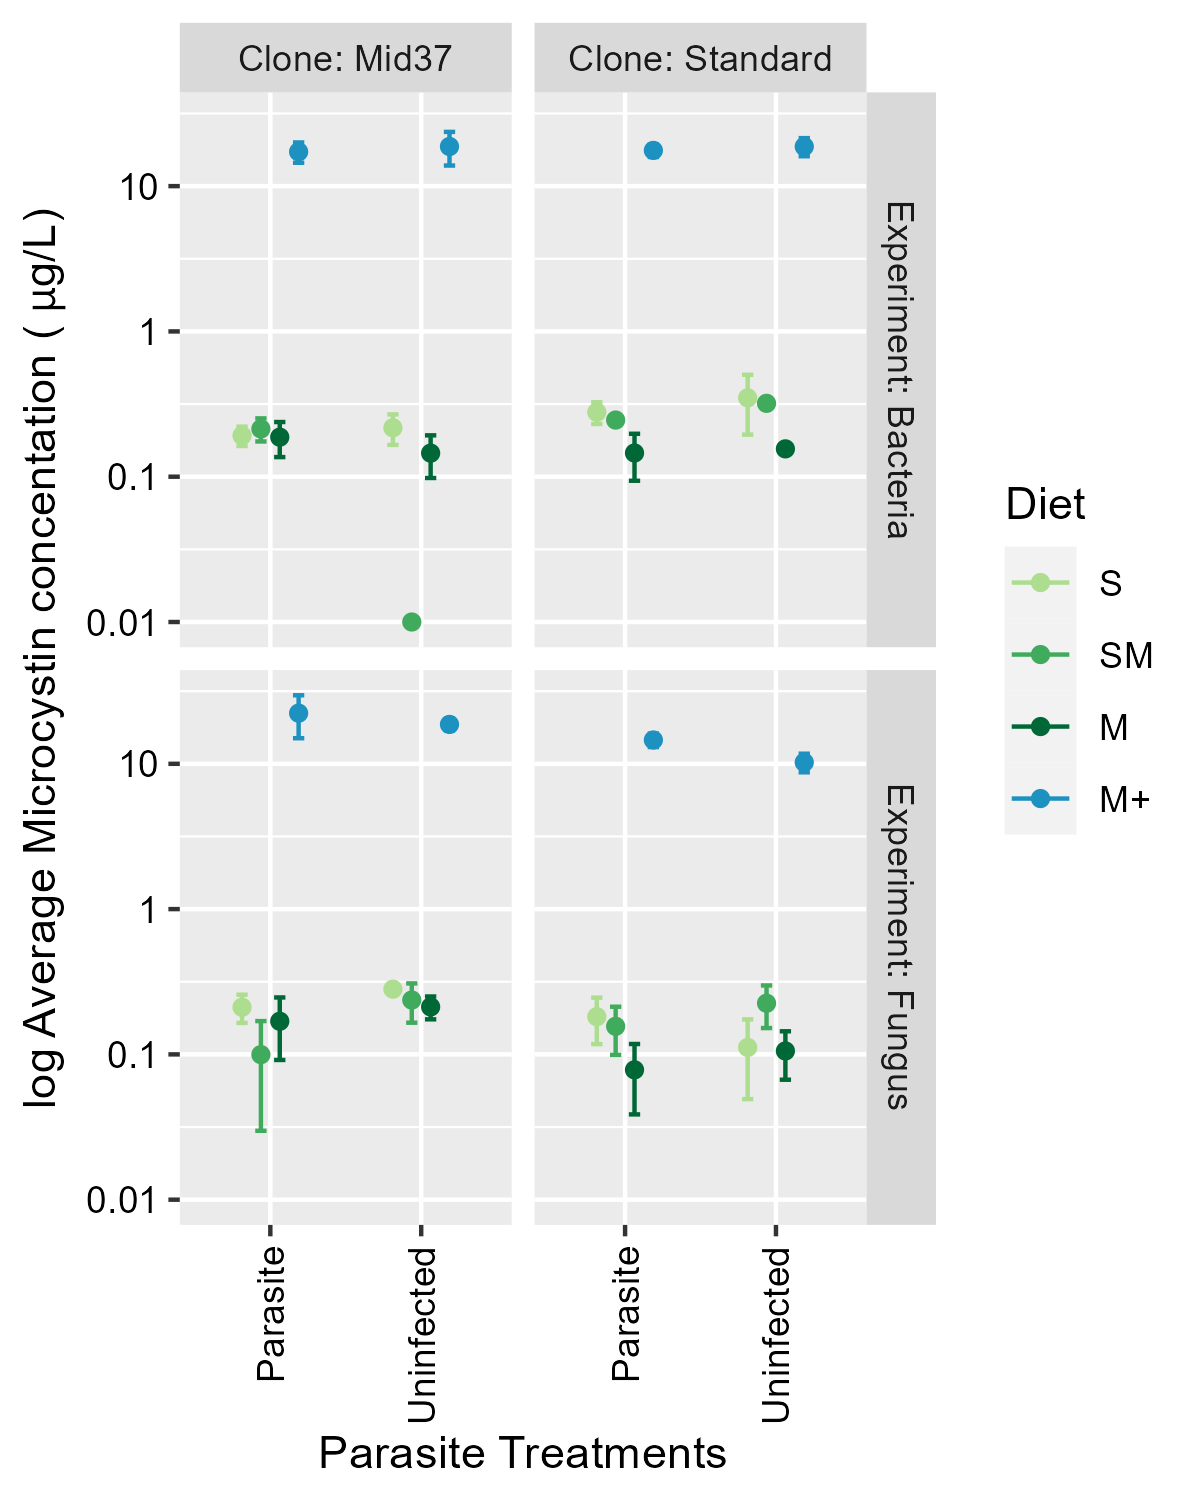 Clone: Mid37
Clone: Standard
10
1
0.1
0.01
Experiment: Bacteria
log Average Microcystin concentration ( µg/L)
10
1
0.1
0.01
Experiment: Fungus
Parasite
Uninfected
Parasite
Uninfected
Parasite Treatments
Diet
S
SM
M
M+